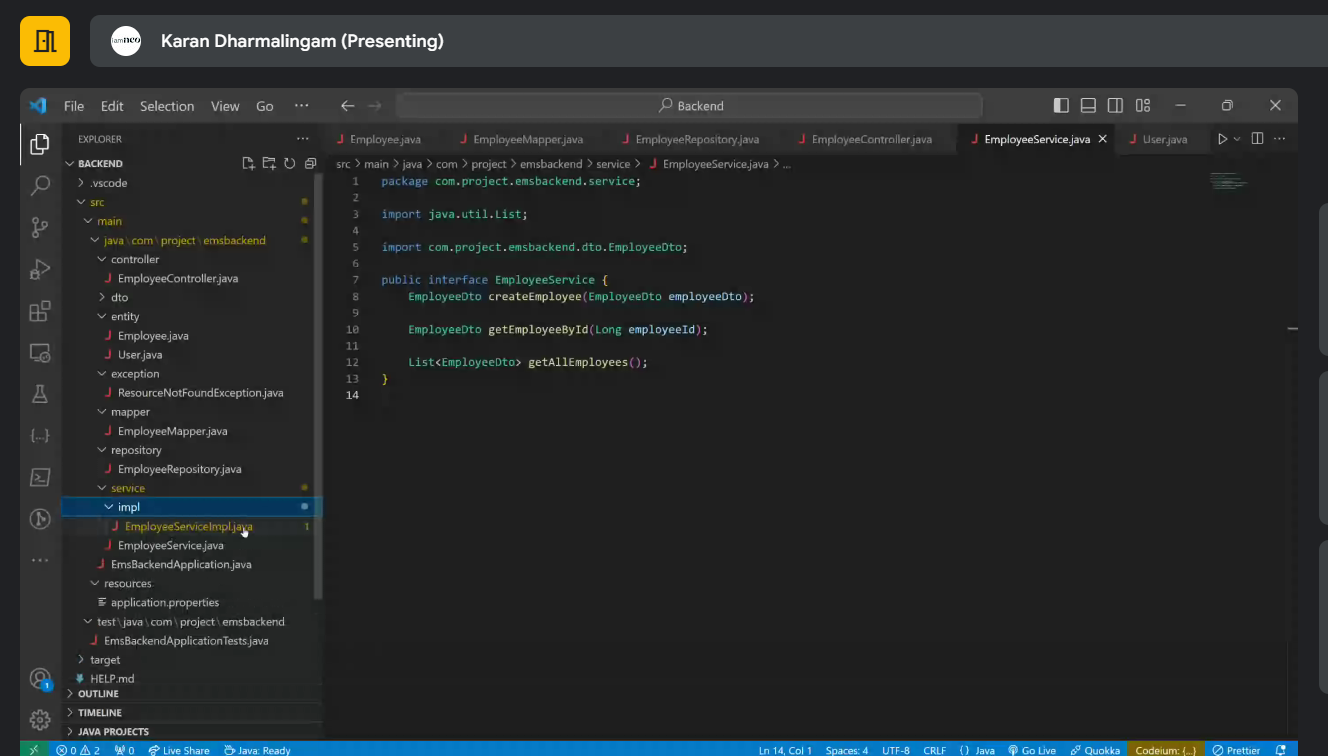 iamneo
Karan Dharmalingam (Presenting)
File Edit Selection View Go ···
Backend
EXPLORER ···
BACKEND
.vscode
src
main
java \ com \ project \ emsbackend
controller
J EmployeeController.java
dto
entity
J Employee.java
J User.java
exception
J ResourceNotFoundException.java
mapper
J EmployeeMapper.java
repository
J EmployeeRepository.java
service
impl
J EmployeeServiceImpl.java 1
J EmployeeService.java
J EmsBackendApplication.java
resources
application.properties
test \ java \ com \ project \ emsbackend
J EmsBackendApplicationTests.java
target
HELP.md
OUTLINE
TIMELINE
JAVA PROJECTS
1
J Employee.java J EmployeeMapper.java J EmployeeRepository.java J EmployeeController.java J EmployeeService.java J User.java
src > main > java > com > project > emsbackend > service > J EmployeeService.java > ...
1 package com.project.emsbackend.service;
2
3 import java.util.List;
4
5 import com.project.emsbackend.dto.EmployeeDto;
6
7 public interface EmployeeService {
8 EmployeeDto createEmployee(EmployeeDto employeeDto);
9
10 EmployeeDto getEmployeeById(Long employeeId);
11
12 List<EmployeeDto> getAllEmployees();
13 }
14
0 2 0 Live Share Java: Ready Ln 14, Col 1 Spaces: 4 UTF-8 CRLF {} Java Go Live Quokka Codeium: {...} Prettier